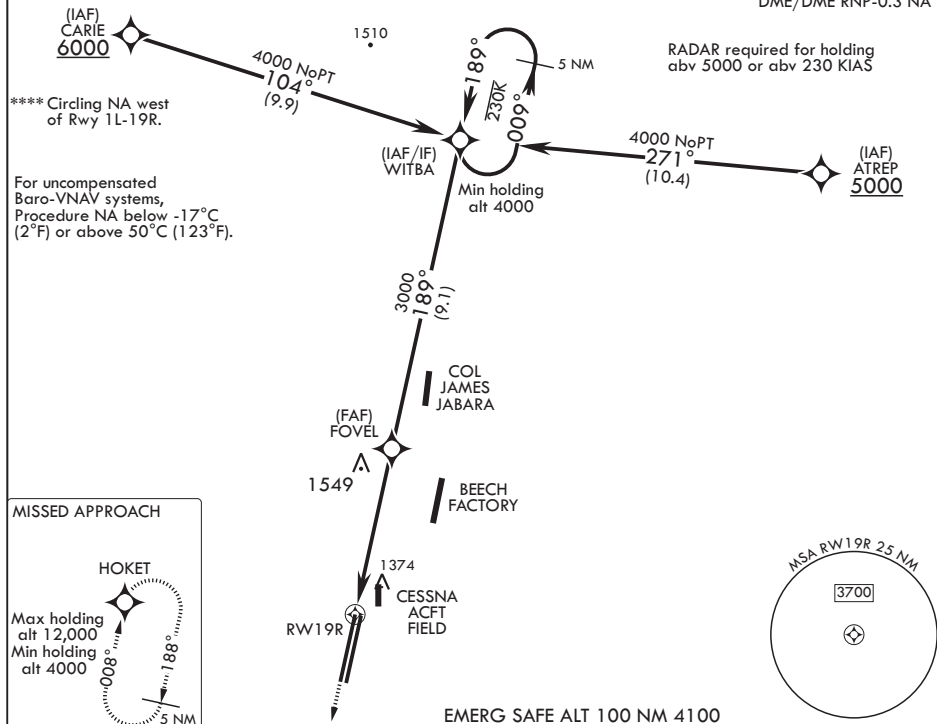 DME/DME RNP-0.3 NA
(IAF)
CARIE
6000
1510
4000 NoPT
104°
(9.9)
189°
230K
009°
5 NM
RADAR required for holding
abv 5000 or abv 230 KIAS
**** Circling NA west
of Rwy 1L-19R.
(IAF/IF)
WITBA
Min holding
alt 4000
4000 NoPT
271°
(10.4)
(IAF)
ATREP
5000
For uncompensated
Baro-VNAV systems,
Procedure NA below -17°C
(2°F) or above 50°C (123°F).
3000
189°
(9.1)
COL
JAMES
JABARA
(FAF)
FOVEL
1549
BEECH
FACTORY
1374
CESSNA
ACFT
FIELD
RW19R
MISSED APPROACH
HOKET
Max holding
alt 12,000
Min holding
alt 4000
008°
188°
5 NM
MSA RW19R 25 NM
3700
EMERG SAFE ALT 100 NM 4100